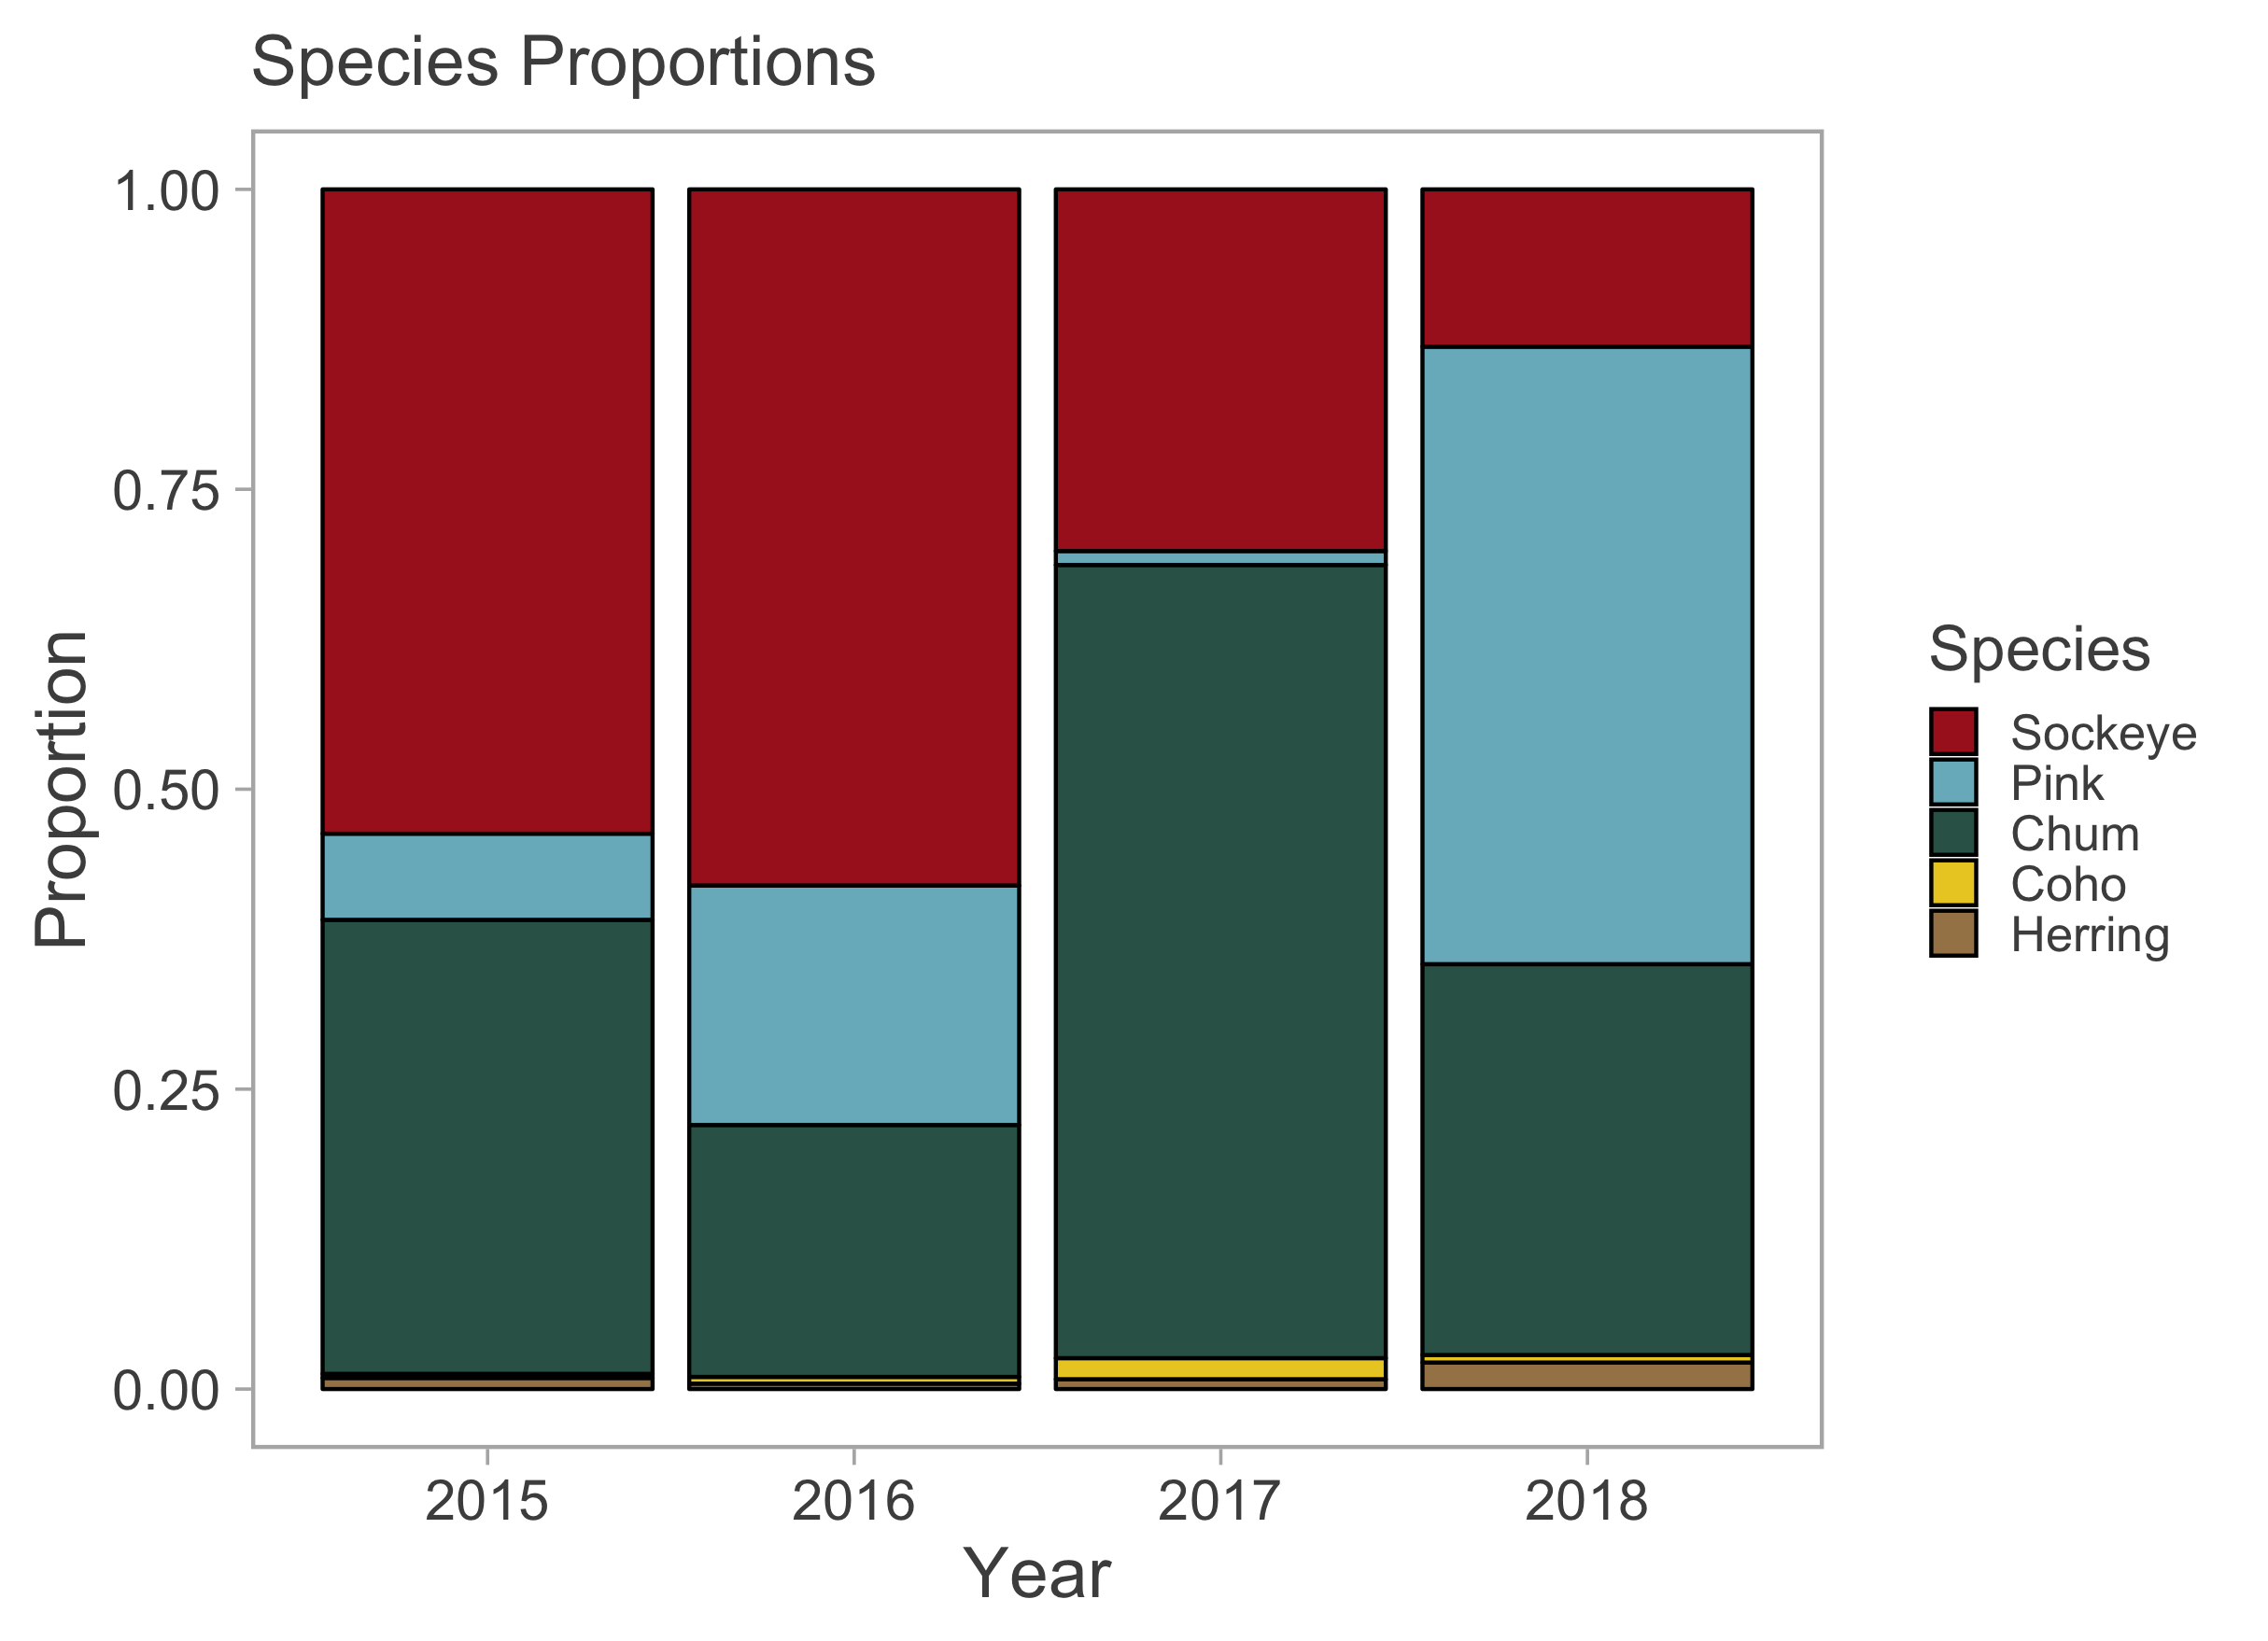 Species Proportions
1.00
0.75
0.50
0.25
0.00
Proportion
2015 2016 2017 2018
Year
Species
Sockeye
Pink
Chum
Coho
Herring